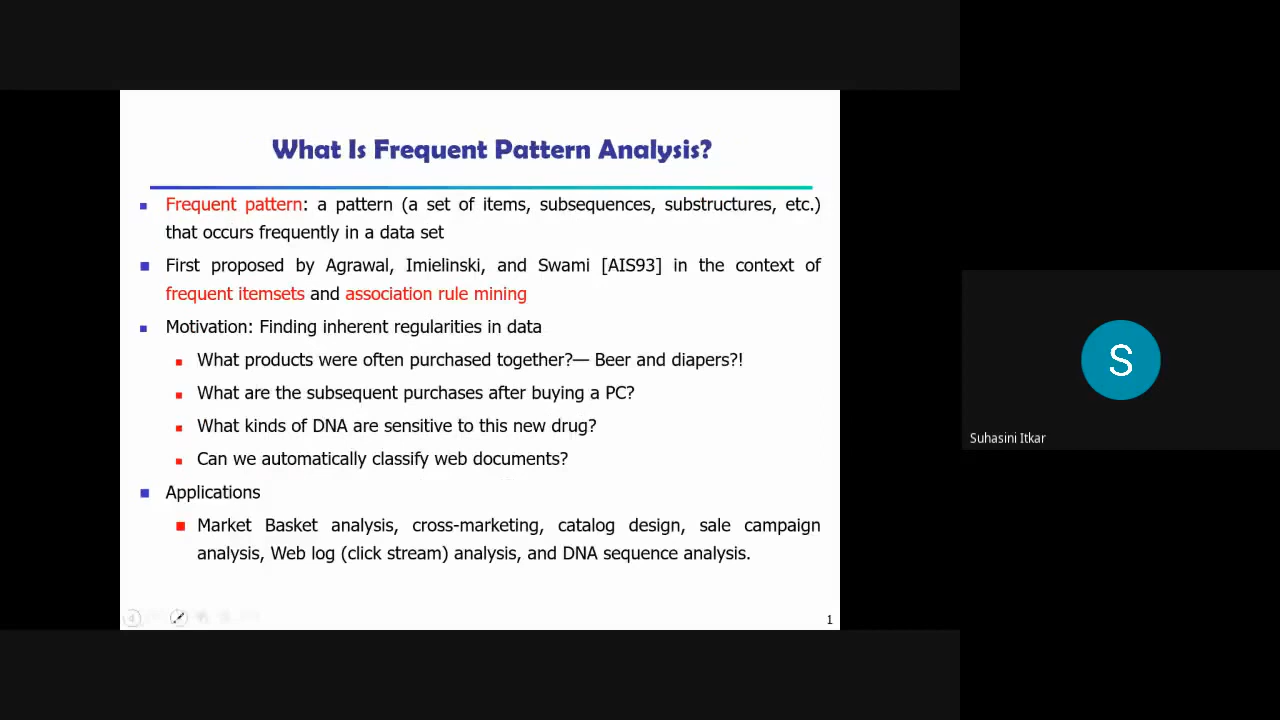 What Is Frequent Pattern Analysis?
Frequent pattern: a pattern (a set of items, subsequences, substructures, etc.)
that occurs frequently in a data set
First proposed by Agrawal, Imielinski, and Swami [AIS93] in the context of
frequent itemsets and association rule mining
Motivation: Finding inherent regularities in data
What products were often purchased together?— Beer and diapers?!
What are the subsequent purchases after buying a PC?
What kinds of DNA are sensitive to this new drug?
Can we automatically classify web documents?
Applications
Market Basket analysis, cross-marketing, catalog design, sale campaign
analysis, Web log (click stream) analysis, and DNA sequence analysis.
1
S
Suhasini Itkar